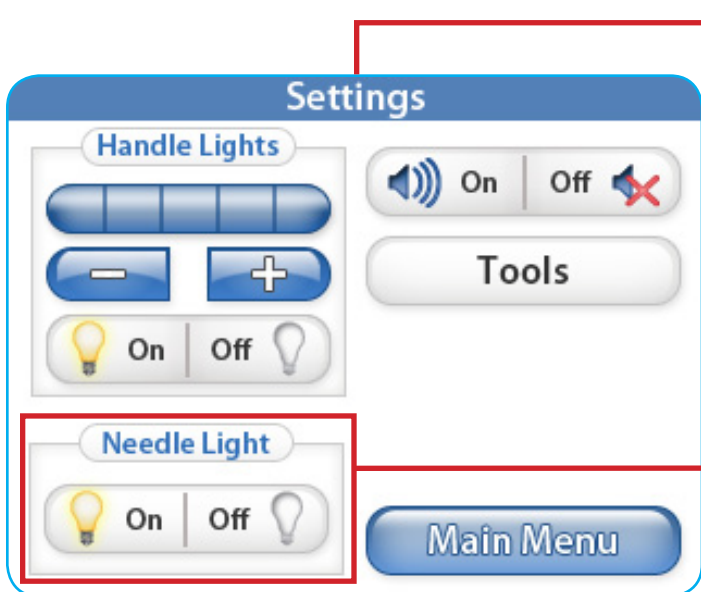 Settings
Handle Lights
On Off
Tools
On Off
Needle Light
On Off
Main Menu